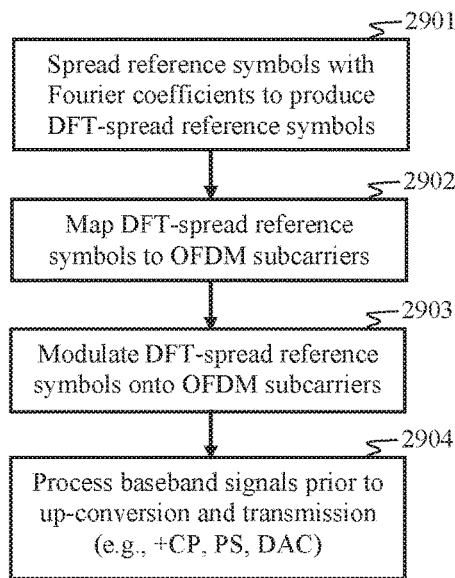 2901
Spread reference symbols with
Fourier coefficients to produce
DFT-spread reference symbols
2902
Map DFT-spread reference
symbols to OFDM subcarriers
2903
Modulate DFT-spread reference
symbols onto OFDM subcarriers
2904
Process baseband signals prior to
up-conversion and transmission
(e.g., +CP, PS, DAC)